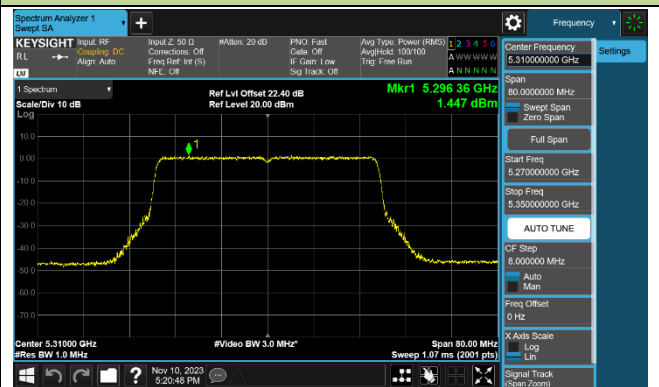 Spectrum Analyzer 1
Swept SA
Frequency
KEYSIGHT
RL
LXI
Input: RF
Coupling: DC
Align: Auto
Input Z: 50 Ω
Corrections: Off
Freq Ref: Int (S)
NFE: Off
#Atten: 20 dB
PNO: Fast
Gate: Off
IF Gain: Low
Sig Track: Off
Avg Type: Power (RMS)
Avg|Hold: 100/100
Trig: Free Run
1 2 3 4 5 6
A W W W W W
A N N N N N
1 Spectrum
Scale/Div 10 dB
Log
Ref Lvl Offset 22.40 dB
Ref Level 20.00 dBm
Mkr1 5.296 36 GHz
1.447 dBm
1
10.0
0.00
-10.0
-20.0
-30.0
-40.0
-50.0
-60.0
-70.0
Center 5.31000 GHz
#Res BW 1.0 MHz
#Video BW 3.0 MHz*
Span 80.00 MHz
Sweep 1.07 ms (2001 pts)
Nov 10, 2023
5:20:48 PM
Center Frequency
5.310000000 GHz
Span
80.0000000 MHz
Swept Span
Zero Span
Full Span
Start Freq
5.270000000 GHz
Stop Freq
5.350000000 GHz
AUTO TUNE
CF Step
8.000000 MHz
Auto
Man
Freq Offset
0 Hz
X Axis Scale
Log
Lin
Signal Track
(Span Zoom)
Settings